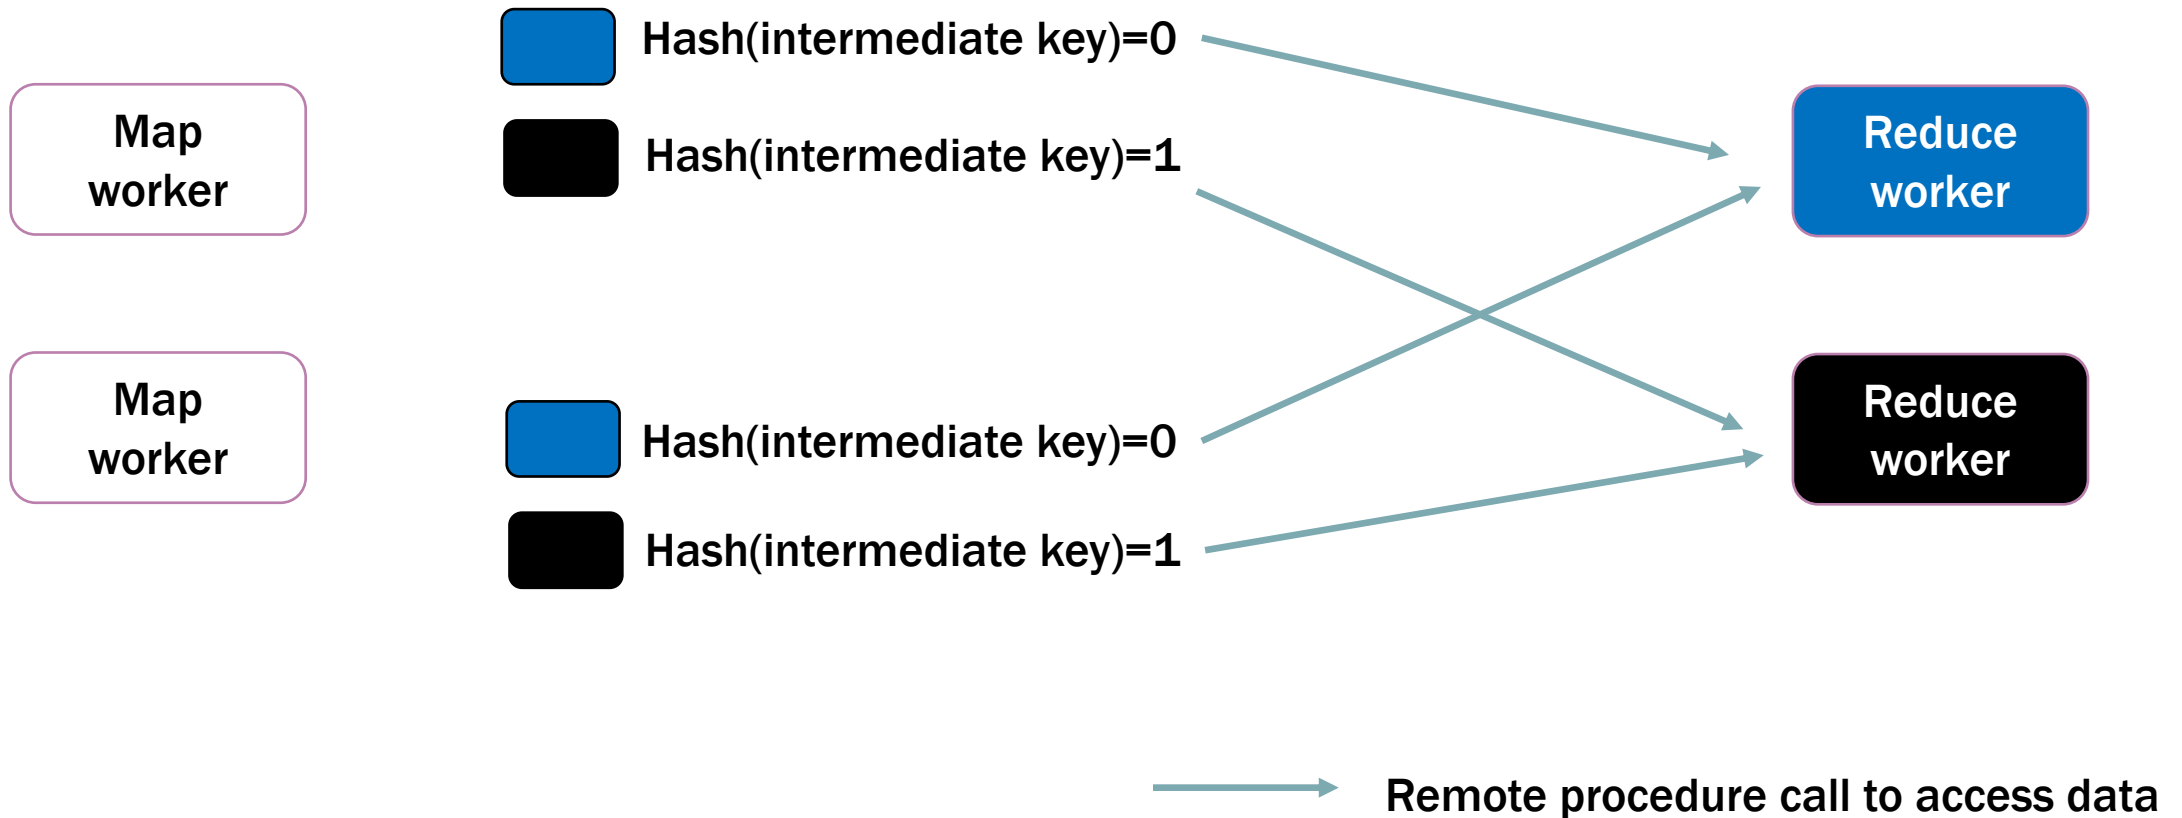 Hash(intermediate key)=0
Map
worker
Hash(intermediate key)=1
Reduce
worker
Map
worker
Hash(intermediate key)=0
Hash(intermediate key)=1
Reduce
worker
Remote procedure call to access data